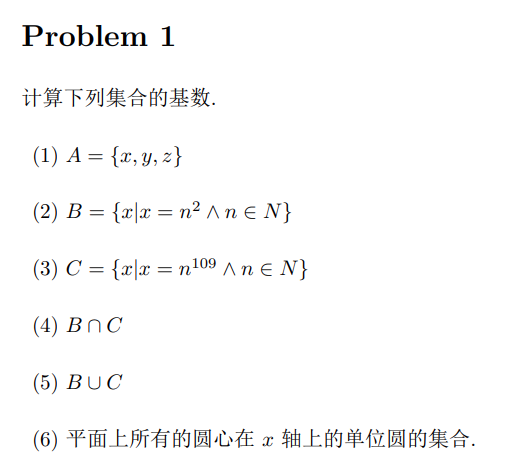 Problem 1
计算下列集合的基数.
(1) A = {x, y, z}
(2) B = {x|x = n² ∧ n ∈ N}
(3) C = {x|x = n¹⁰⁹ ∧ n ∈ N}
(4) B ∩ C
(5) B ∪ C
(6) 平面上所有的圆心在 x 轴上的单位圆的集合.